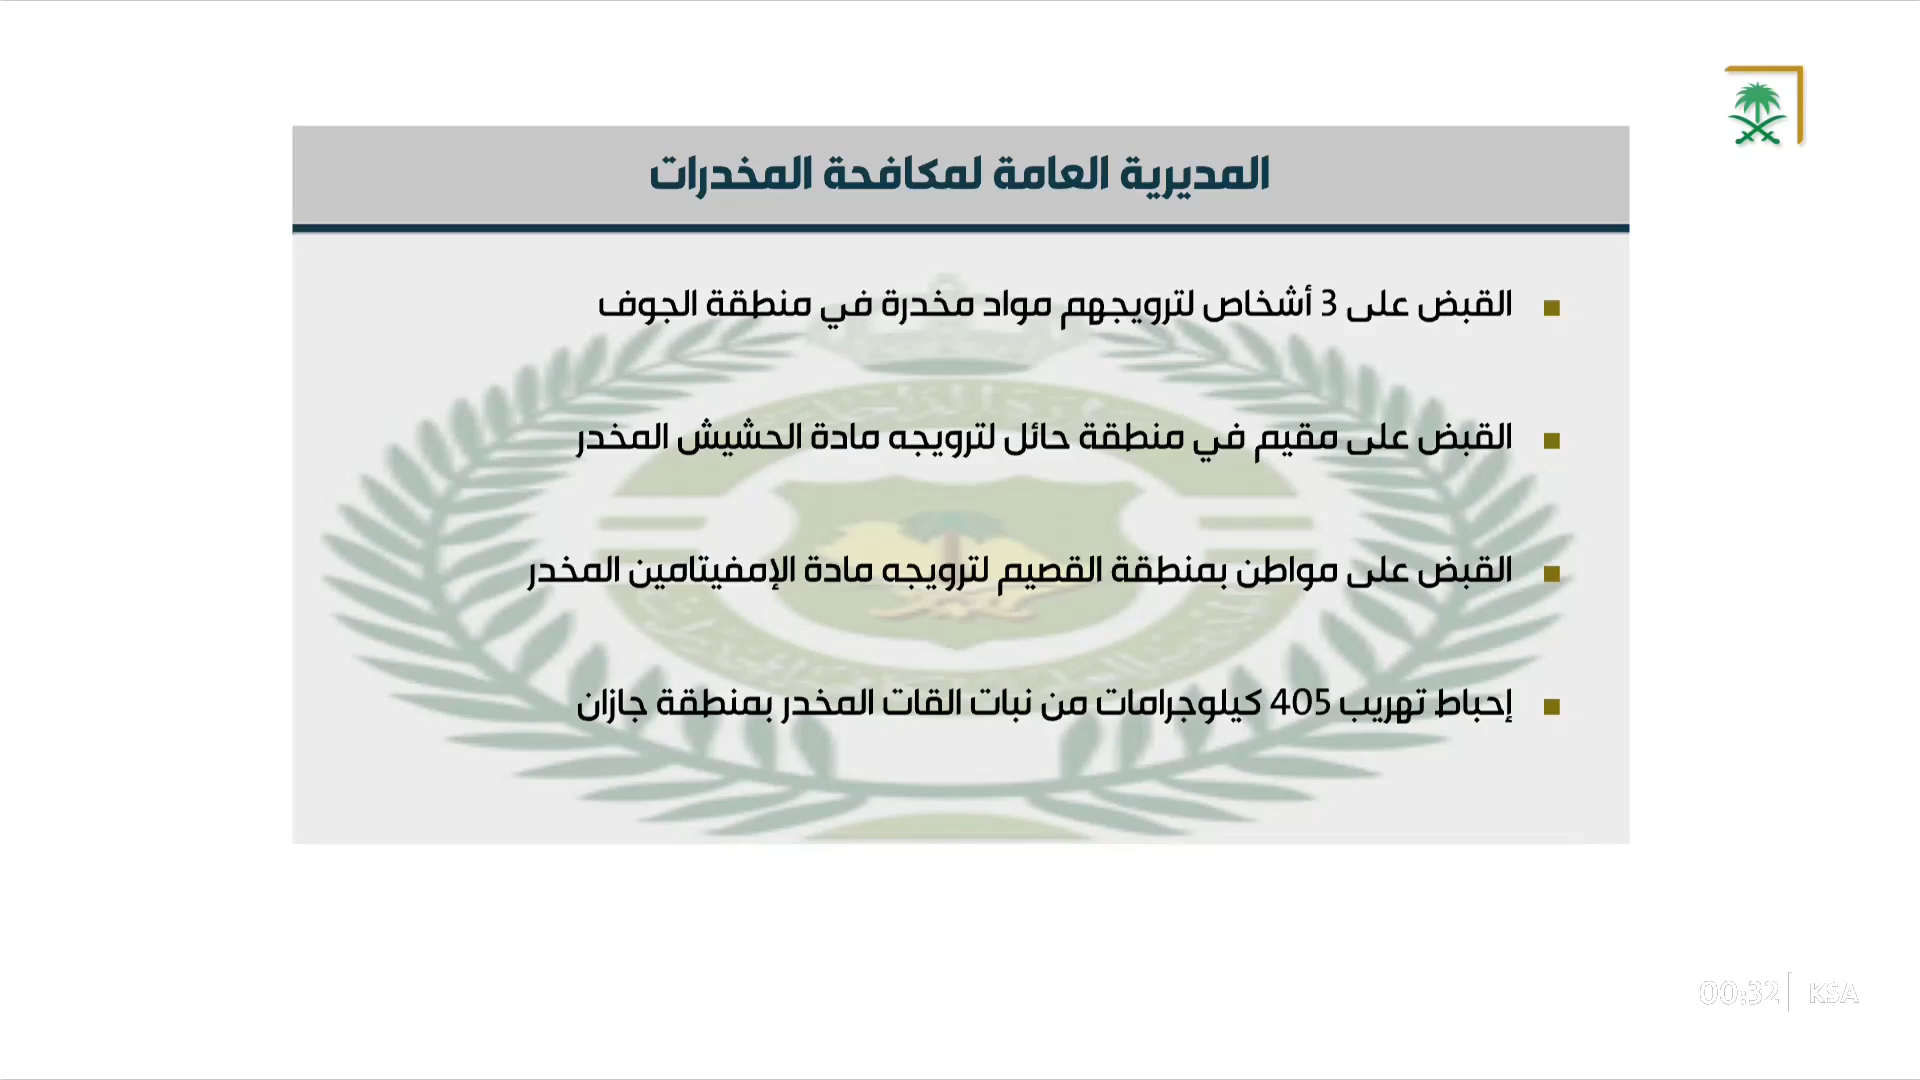 المديرية العامة لمكافحة المخدرات
القبض على 3 أشخاص لترويجهم مواد مخدرة في منطقة الجوف
القبض على مقيم في منطقة حائل لترويجه مادة الحشيش المخدر
القبض على مواطن بمنطقة القصيم لترويجه مادة الإمفيتامين المخدر
إحباط تهريب 405 كيلوجرامات من نبات القات المخدر بمنطقة جازان
00:32 KSA